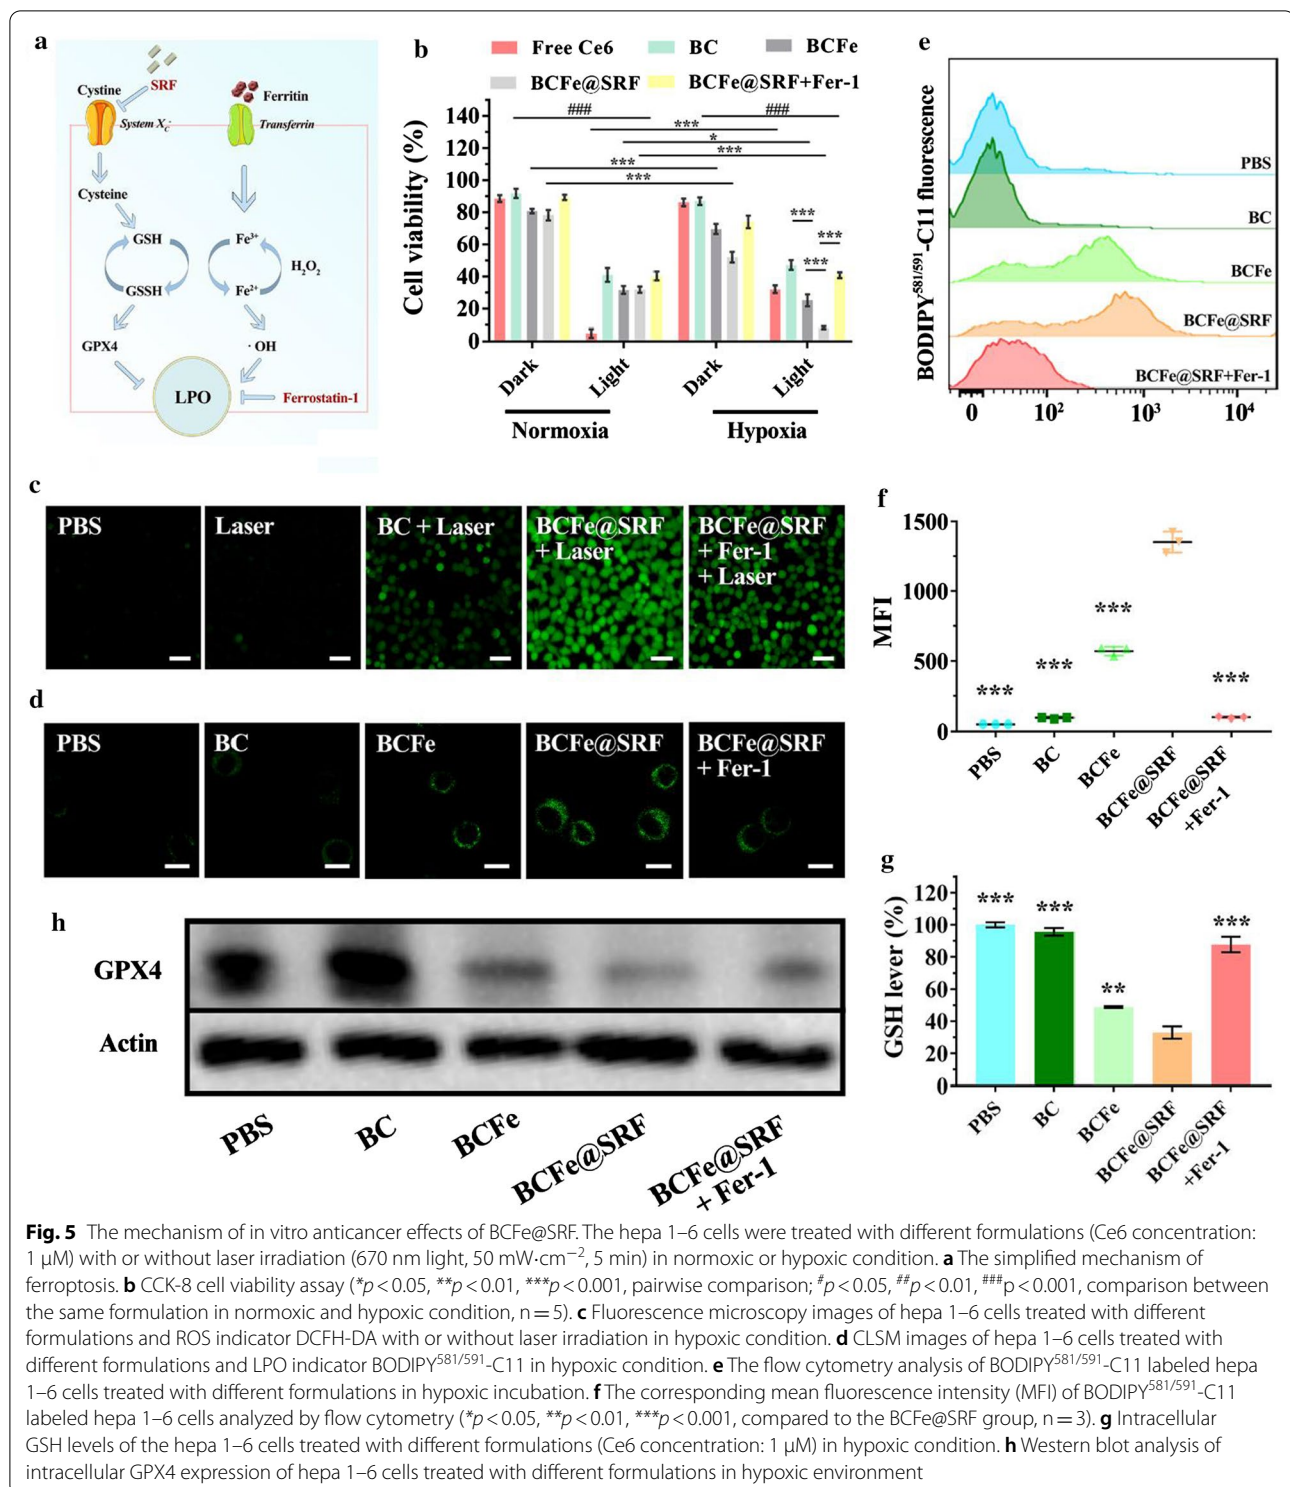 a
SRF
Cystine
System Xc-
Ferritin
Transferrin
Cysteine
GSH
GSSH
Fe3+
Fe2+
H2O2
GPX4
· OH
LPO
Ferrostatin-1
b
Free Ce6 BC BCFe
BCFe@SRF BCFe@SRF+Fer-1
Cell viability (%)
140
120
100
80
60
40
20
0
### ###
***
*
***
***
***
***
***
***
Dark Light Dark Light
Normoxia Hypoxia
e
BODIPY581/591-C11 fluorescence
PBS
BC
BCFe
BCFe@SRF
BCFe@SRF+Fer-1
0 10² 10³ 10⁴
c
PBS
Laser
BC + Laser
BCFe@SRF
+ Laser
BCFe@SRF
+ Fer-1
+ Laser
d
PBS
BC
BCFe
BCFe@SRF
BCFe@SRF
+ Fer-1
f
MFI
1500
1000
500
0
*** *** *** ***
PBS
BC
BCFe
BCFe@SRF
BCFe@SRF
+Fer-1
g
GSH lever (%)
120
100
80
60
40
20
0
*** *** ** ***
PBS
BC
BCFe
BCFe@SRF
BCFe@SRF
+Fer-1
h
GPX4
Actin
PBS
BC
BCFe
BCFe@SRF
BCFe@SRF
+ Fer-1
Fig. 5 The mechanism of in vitro anticancer effects of BCFe@SRF. The hepa 1–6 cells were treated with different formulations (Ce6 concentration:
1 μM) with or without laser irradiation (670 nm light, 50 mW·cm−2, 5 min) in normoxic or hypoxic condition. a The simplified mechanism of
ferroptosis. b CCK-8 cell viability assay (*p < 0.05, **p < 0.01, ***p < 0.001, pairwise comparison; #p < 0.05, ##p < 0.01, ###p < 0.001, comparison between
the same formulation in normoxic and hypoxic condition, n = 5). c Fluorescence microscopy images of hepa 1–6 cells treated with different
formulations and ROS indicator DCFH-DA with or without laser irradiation in hypoxic condition. d CLSM images of hepa 1–6 cells treated with
different formulations and LPO indicator BODIPY581/591-C11 in hypoxic condition. e The flow cytometry analysis of BODIPY581/591-C11 labeled hepa
1–6 cells treated with different formulations in hypoxic incubation. f The corresponding mean fluorescence intensity (MFI) of BODIPY581/591-C11
labeled hepa 1–6 cells analyzed by flow cytometry (*p < 0.05, **p < 0.01, ***p < 0.001, compared to the BCFe@SRF group, n = 3). g Intracellular
GSH levels of the hepa 1–6 cells treated with different formulations (Ce6 concentration: 1 μM) in hypoxic condition. h Western blot analysis of
intracellular GPX4 expression of hepa 1–6 cells treated with different formulations in hypoxic environment